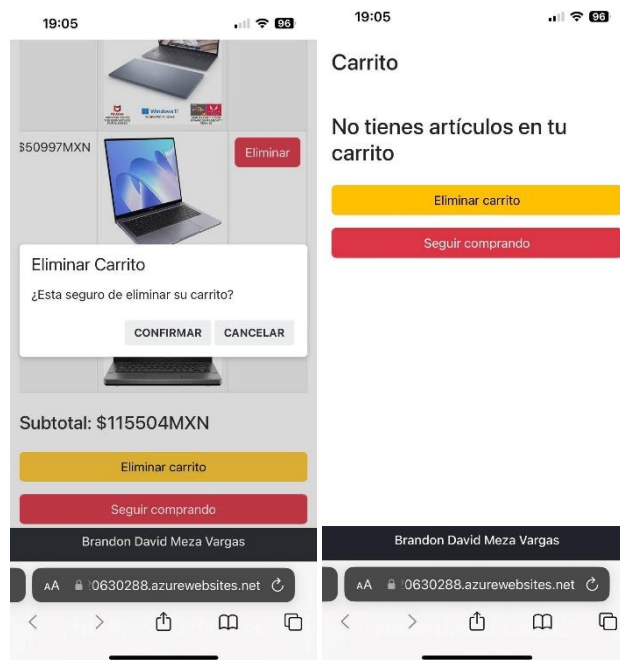 19:05
96
Windows 11
$50997MXN
Eliminar
Eliminar Carrito
¿Esta seguro de eliminar su carrito?
CONFIRMAR CANCELAR
Subtotal: $115504MXN
Eliminar carrito
Seguir comprando
Brandon David Meza Vargas
AA 0630288.azurewebsites.net
19:05
96
Carrito
No tienes artículos en tu
carrito
Eliminar carrito
Seguir comprando
Brandon David Meza Vargas
AA 0630288.azurewebsites.net